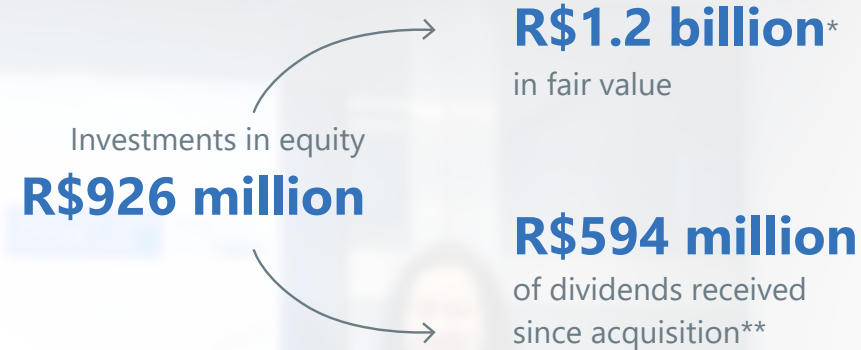 R$1.2 billion*
in fair value
Investments in equity
R$926 million
R$594 million
of dividends received
since acquisition**